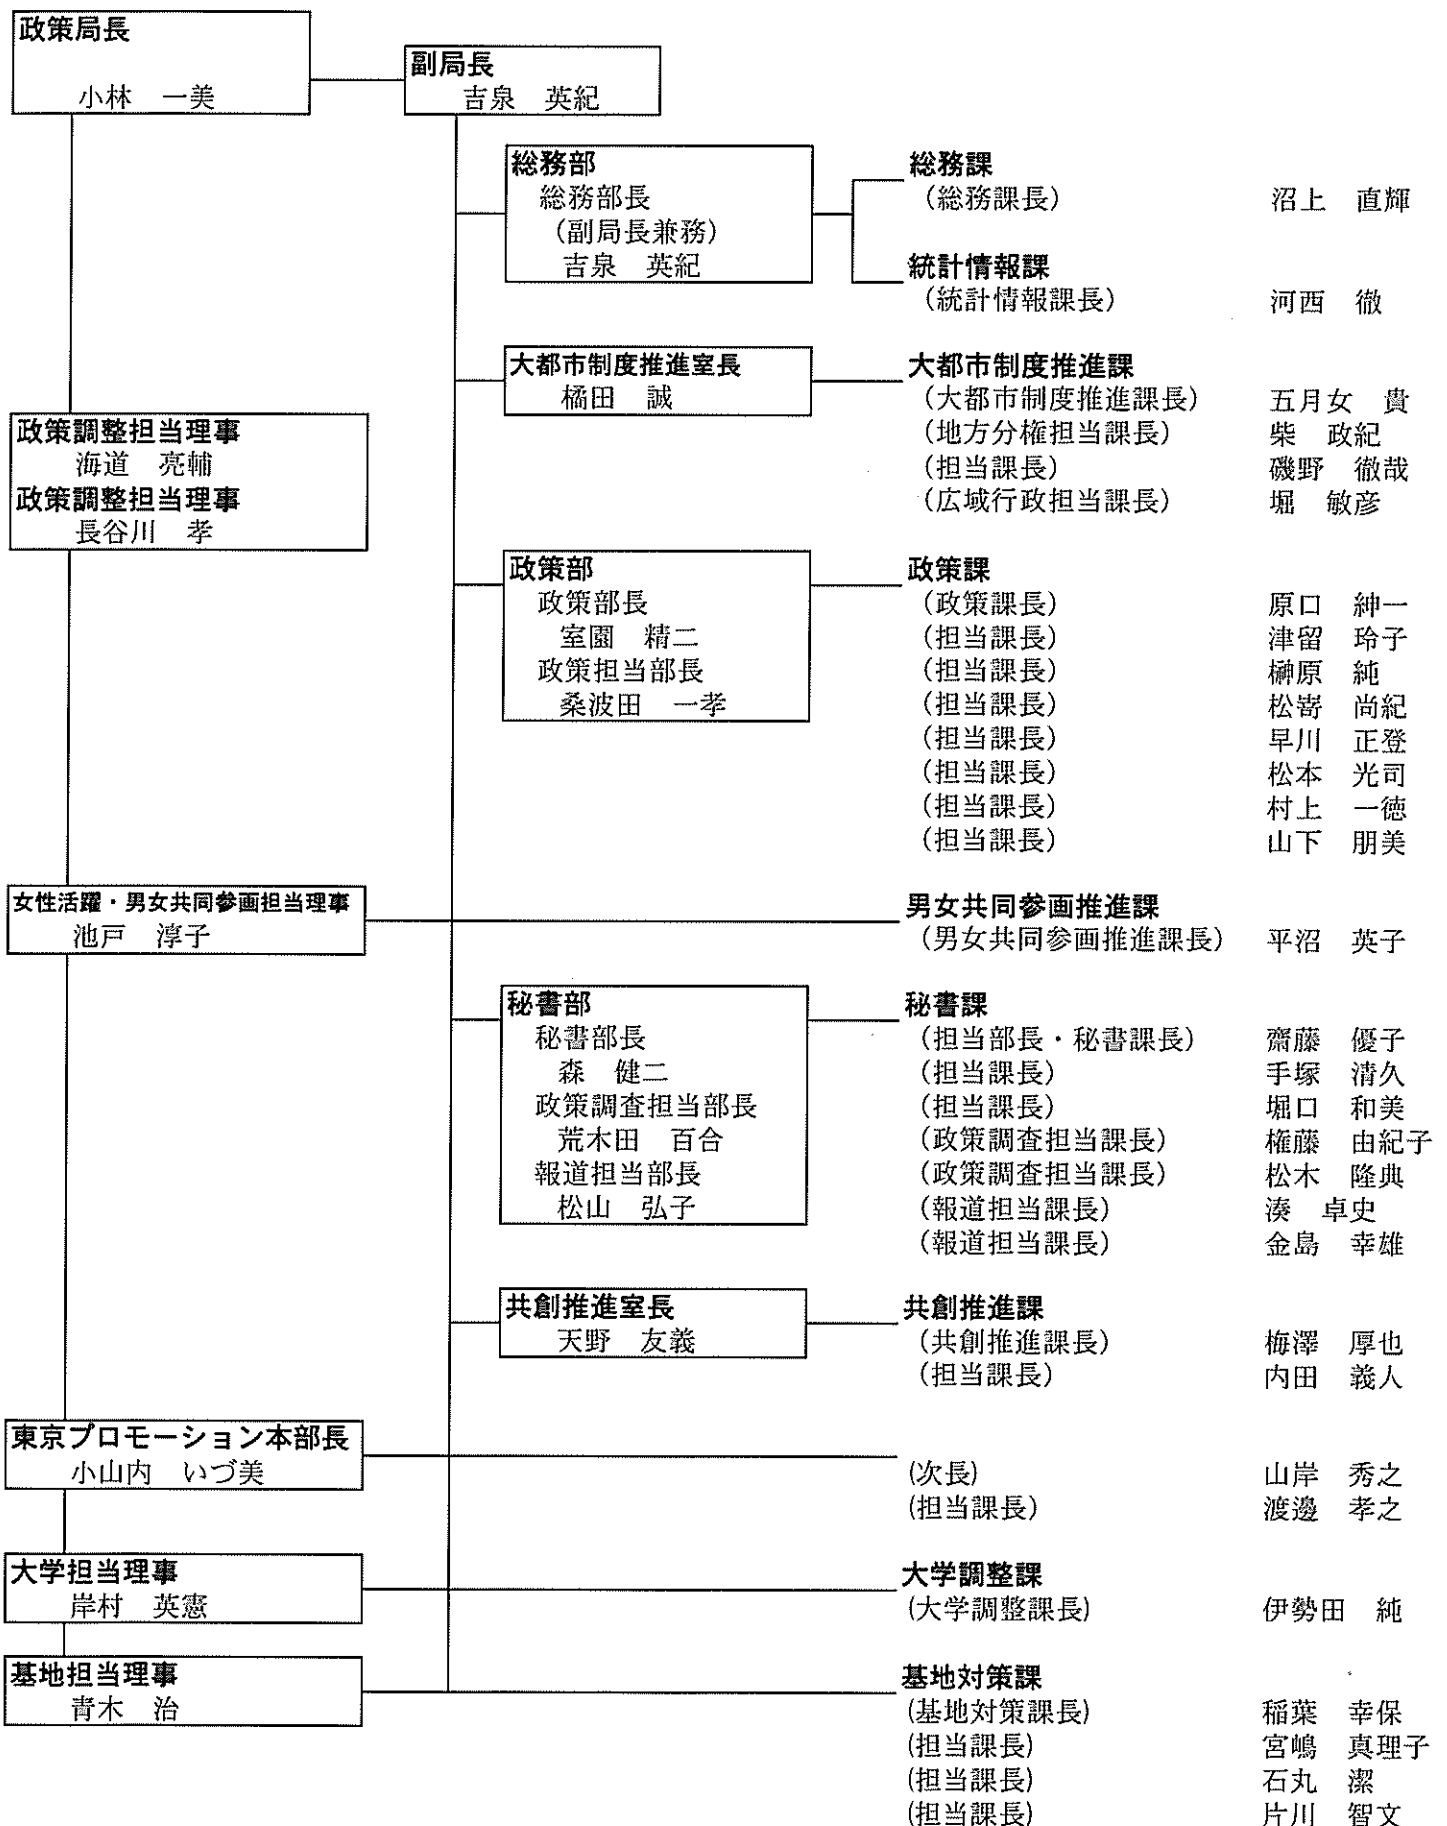 政策局長
小林　一美
副局長
吉泉　英紀
総務部
総務部長
(副局長兼務)
吉泉　英紀
総務課
(総務課長)　沼上　直輝
統計情報課
(統計情報課長)　河西　徹
大都市制度推進室長
橘田　誠
大都市制度推進課
(大都市制度推進課長)　五月女　貴
(地方分権担当課長)　柴　政紀
(担当課長)　磯野　徹哉
(広域行政担当課長)　堀　敏彦
政策調整担当理事
海道　亮輔
政策調整担当理事
長谷川　孝
政策部
政策部長
室園　精二
政策担当部長
桑波田　一孝
政策課
(政策課長)　原口　紳一
(担当課長)　津留　玲子
(担当課長)　榊原　純
(担当課長)　松嵜　尚紀
(担当課長)　早川　正登
(担当課長)　松本　光司
(担当課長)　村上　一徳
(担当課長)　山下　朋美
女性活躍・男女共同参画担当理事
池戸　淳子
男女共同参画推進課
(男女共同参画推進課長)　平沼　英子
秘書部
秘書部長
森　健二
政策調査担当部長
荒木田　百合
報道担当部長
松山　弘子
秘書課
(担当部長・秘書課長)　齋藤　優子
(担当課長)　手塚　清久
(担当課長)　堀口　和美
(政策調査担当課長)　権藤　由紀子
(政策調査担当課長)　松木　隆典
(報道担当課長)　湊　卓史
(報道担当課長)　金島　幸雄
共創推進室長
天野　友義
共創推進課
(共創推進課長)　梅澤　厚也
(担当課長)　内田　義人
東京プロモーション本部長
小山内　いづ美
(次長)　山岸　秀之
(担当課長)　渡邉　孝之
大学担当理事
岸村　英憲
大学調整課
(大学調整課長)　伊勢田　純
基地担当理事
青木　治
基地対策課
(基地対策課長)　稲葉　幸保
(担当課長)　宮嶋　真理子
(担当課長)　石丸　潔
(担当課長)　片川　智文